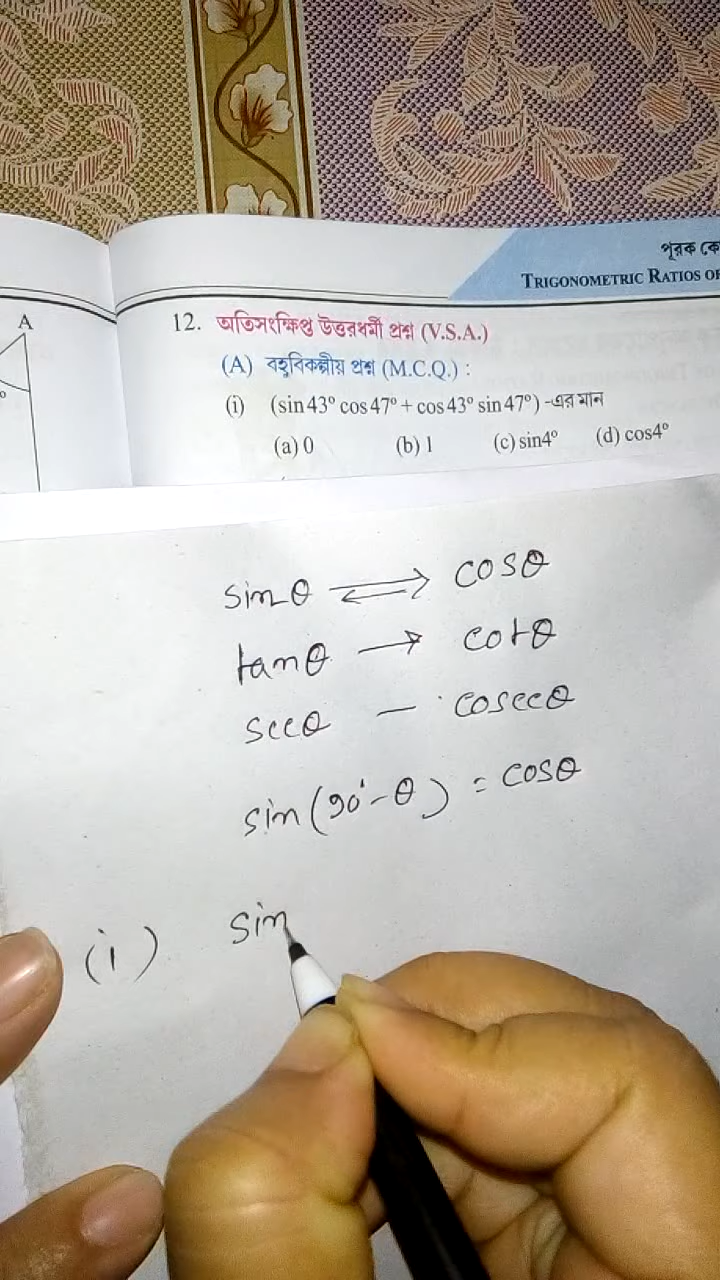 পূরক
TRIGONOMETRIC RATIOS
A
12. অতিসংক্ষিপ্ত উত্তরধর্মী প্রশ্ন (V.S.A.)
(A) বহুবিকল্পীয় প্রশ্ন (M.C.Q.) :
(i) (sin 43° cos 47° + cos 43° sin 47°) -এর মান
(a) 0 (b) 1 (c) sin4° (d) cos4°
sinθ ⇌ cosθ
tanθ → cotθ
secθ — cosecθ
sin (90°-θ) = cosθ
(i) sin